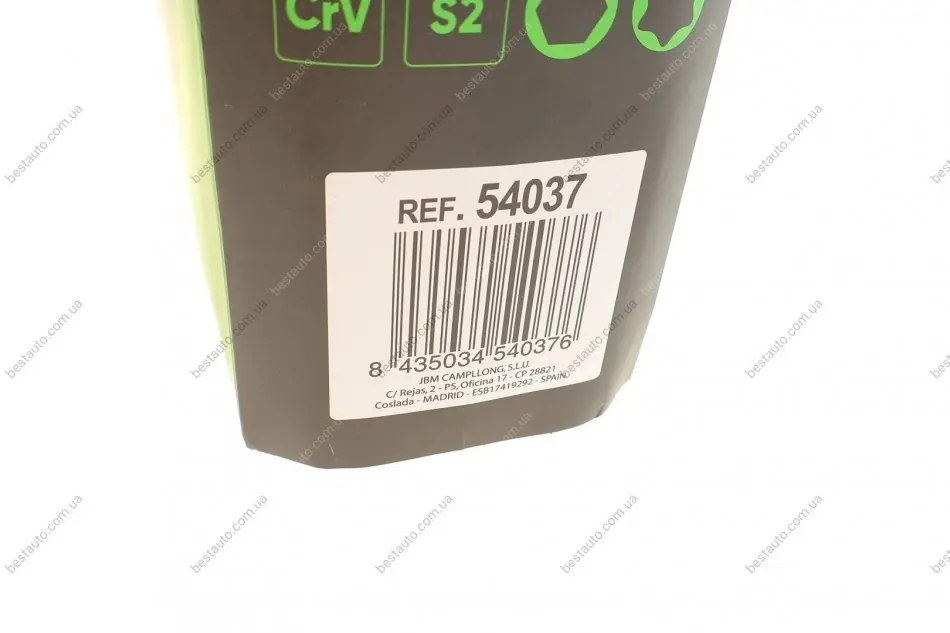 CrV S2
REF. 54037
8 435034 540376
JBM CAMPLLONG, S.L.U.
C/ Rejas, 2 - P5, Oficina 17 - CP 28821
Coslada - MADRID - ESB17419292 - SPAIN
bestauto.com.ua